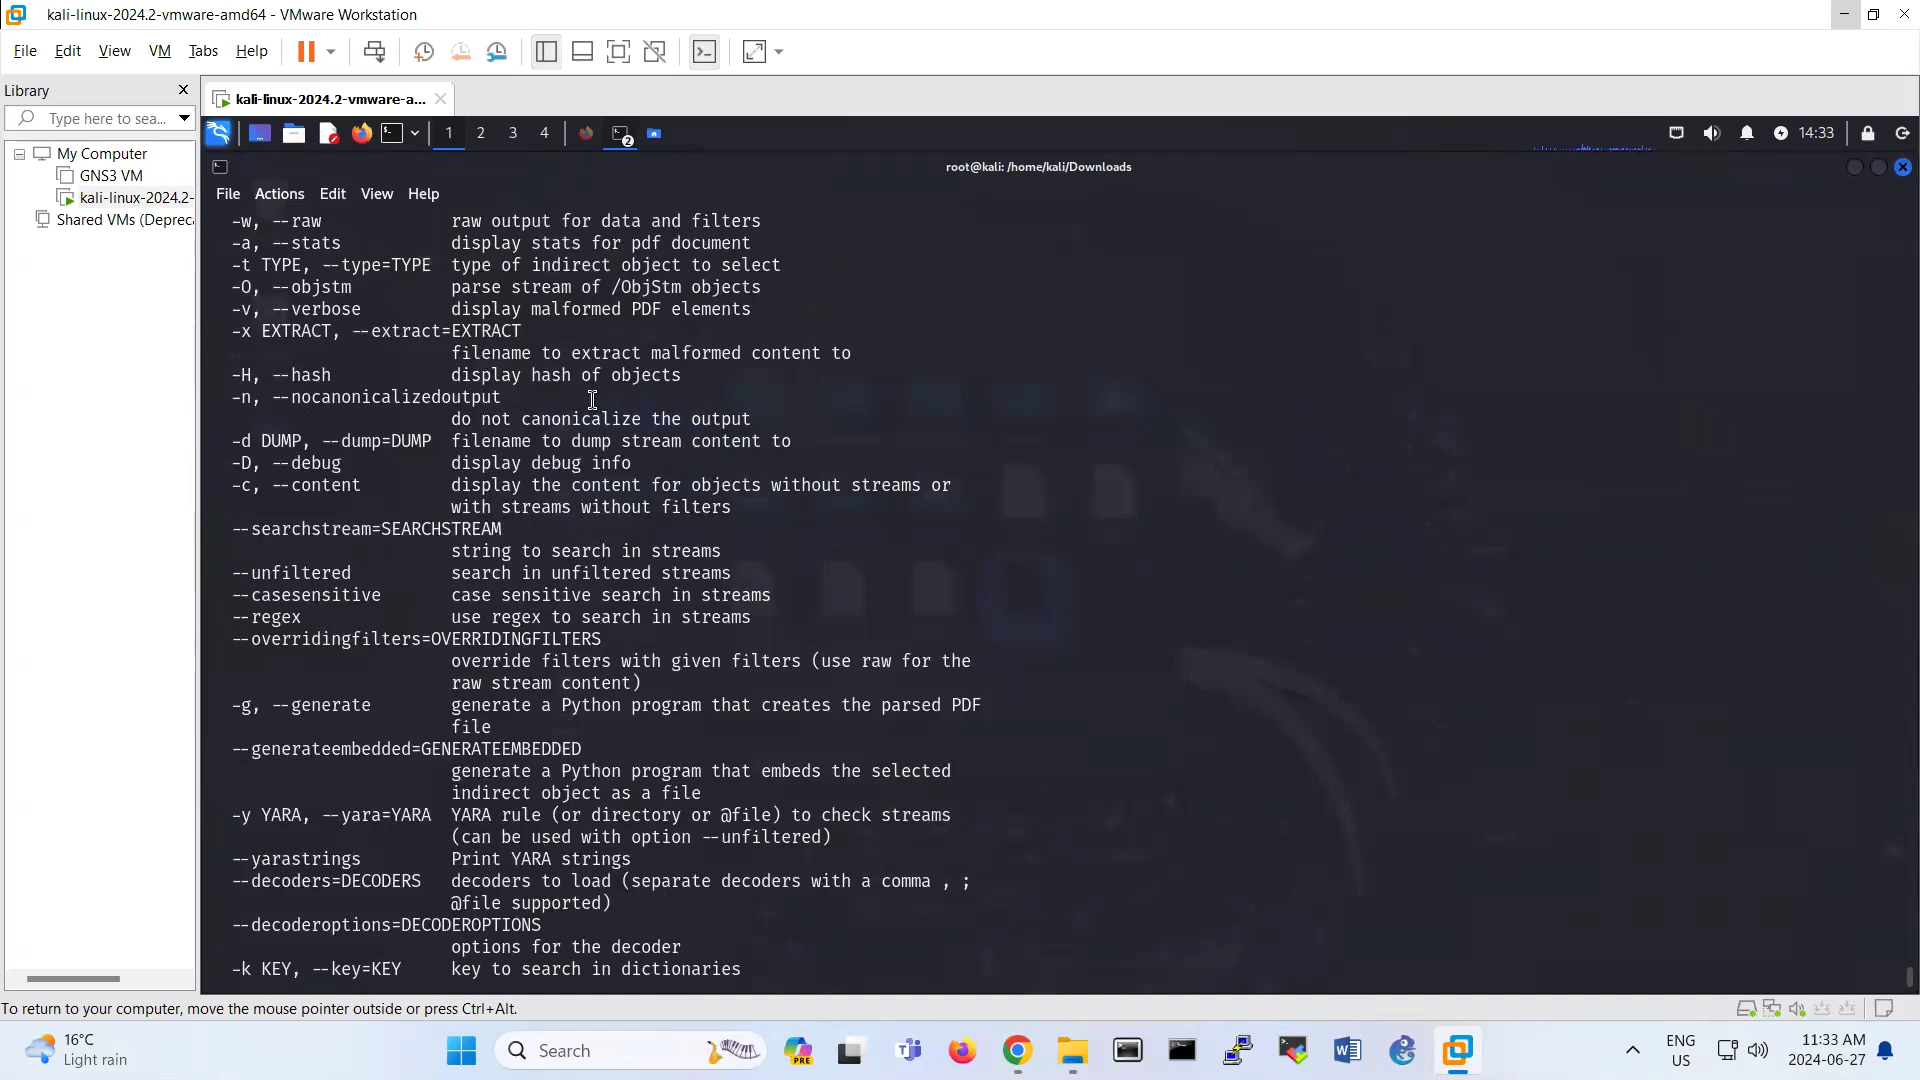 kali-linux-2024.2-vmware-amd64 - VMware Workstation
File Edit View VM Tabs Help
Library
kali-linux-2024.2-vmware-a...
Type here to sea...
1 2 3 4
2
14:33
My Computer
GNS3 VM
kali-linux-2024.2-
Shared VMs (Depreca
root@kali: /home/kali/Downloads
File Actions Edit View Help
-w, --raw raw output for data and filters
-a, --stats display stats for pdf document
-t TYPE, --type=TYPE type of indirect object to select
-O, --objstm parse stream of /ObjStm objects
-v, --verbose display malformed PDF elements
-x EXTRACT, --extract=EXTRACT
filename to extract malformed content to
-H, --hash display hash of objects
-n, --nocanonicalizedoutput
do not canonicalize the output
-d DUMP, --dump=DUMP filename to dump stream content to
-D, --debug display debug info
-c, --content display the content for objects without streams or
with streams without filters
--searchstream=SEARCHSTREAM
string to search in streams
--unfiltered search in unfiltered streams
--casesensitive case sensitive search in streams
--regex use regex to search in streams
--overridingfilters=OVERRIDINGFILTERS
override filters with given filters (use raw for the
raw stream content)
-g, --generate generate a Python program that creates the parsed PDF
file
--generateembedded=GENERATEEMBEDDED
generate a Python program that embeds the selected
indirect object as a file
-y YARA, --yara=YARA YARA rule (or directory or @file) to check streams
(can be used with option --unfiltered)
--yarastrings Print YARA strings
--decoders=DECODERS decoders to load (separate decoders with a comma , ;
@file supported)
--decoderoptions=DECODEROPTIONS
options for the decoder
-k KEY, --key=KEY key to search in dictionaries
To return to your computer, move the mouse pointer outside or press Ctrl+Alt.
16°C
Light rain
Search
PRE
ENG
US
11:33 AM
2024-06-27